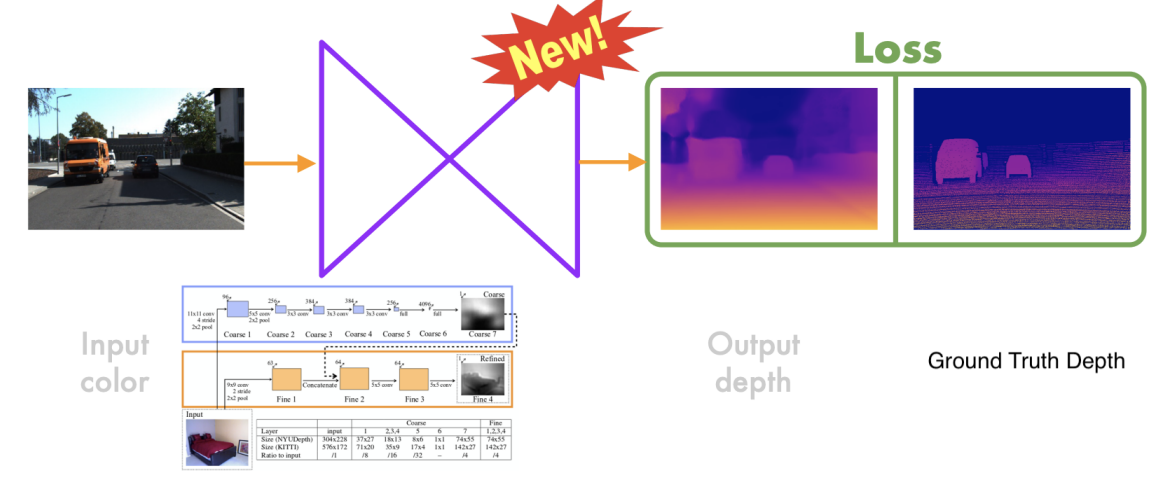 New!
Loss
96
256
384
384
256
4096
1
Coarse
11x11 conv
4 stride
2x2 pool
5x5 conv
2x2 pool
3x3 conv
3x3 conv
3x3 conv
full
full
Coarse 1
Coarse 2
Coarse 3
Coarse 4
Coarse 5
Coarse 6
Coarse 7
Input
color
Output
depth
Ground Truth Depth
63
64
64
1
Refined
9x9 conv
2 stride
2x2 pool
Concatenate
5x5 conv
5x5 conv
Fine 1
Fine 2
Fine 3
Fine 4
Input
Coarse Fine
Layer input 1 2,3,4 5 6 7 1,2,3,4
Size (NYUDepth) 304x228 37x27 18x13 8x6 1x1 74x55 74x55
Size (KITTI) 576x172 71x20 35x9 17x4 1x1 142x27 142x27
Ratio to input /1 /8 /16 /32 – /4 /4